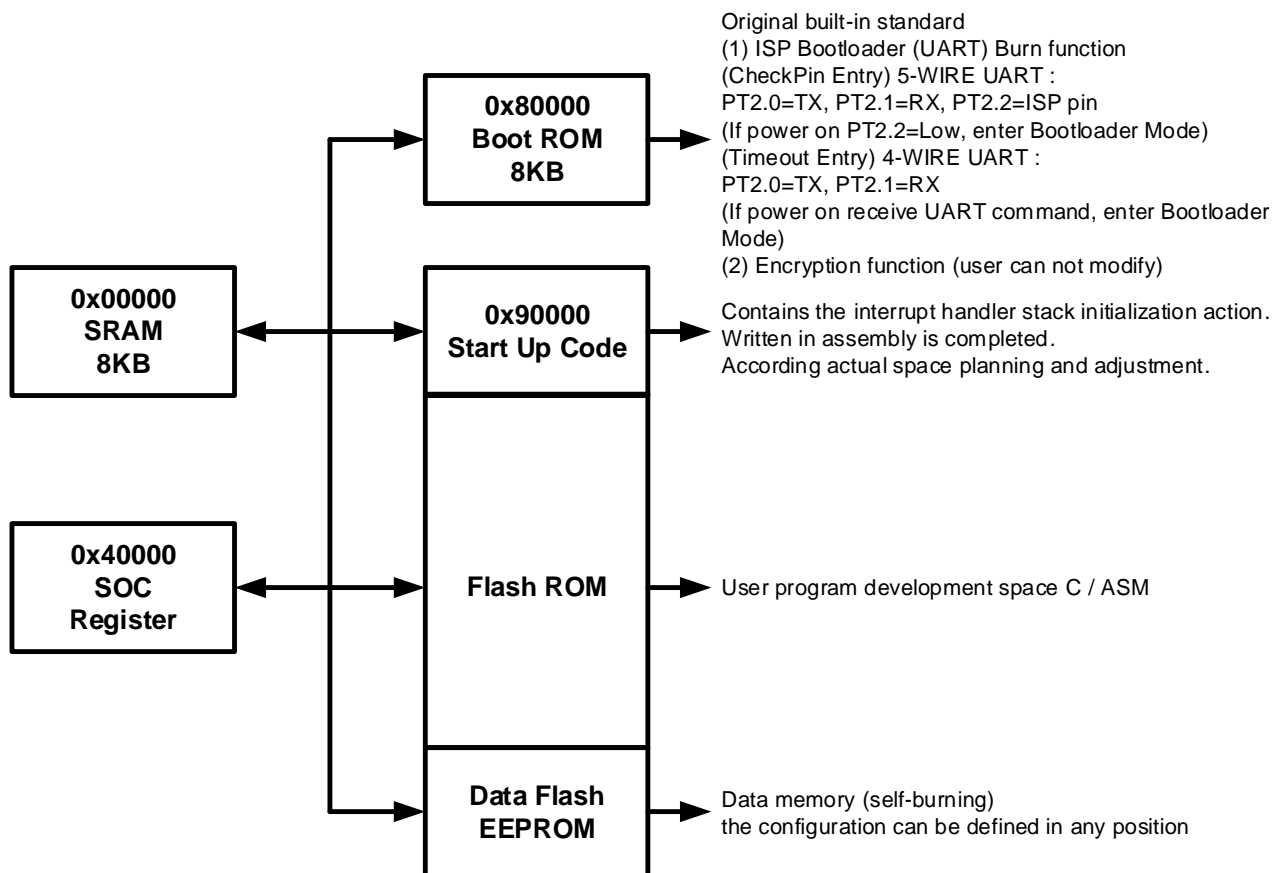 Original built-in standard
(1) ISP Bootloader (UART) Burn function
(CheckPin Entry) 5-WIRE UART :
PT2.0=TX, PT2.1=RX, PT2.2=ISP pin
(If power on PT2.2=Low, enter Bootloader Mode)
(Timeout Entry) 4-WIRE UART :
PT2.0=TX, PT2.1=RX
(If power on receive UART command, enter Bootloader
Mode)
(2) Encryption function (user can not modify)
0x80000
Boot ROM
8KB
0x00000
SRAM
8KB
0x90000
Start Up Code
Contains the interrupt handler stack initialization action.
Written in assembly is completed.
According actual space planning and adjustment.
0x40000
SOC
Register
Flash ROM
User program development space C / ASM
Data Flash
EEPROM
Data memory (self-burning)
the configuration can be defined in any position